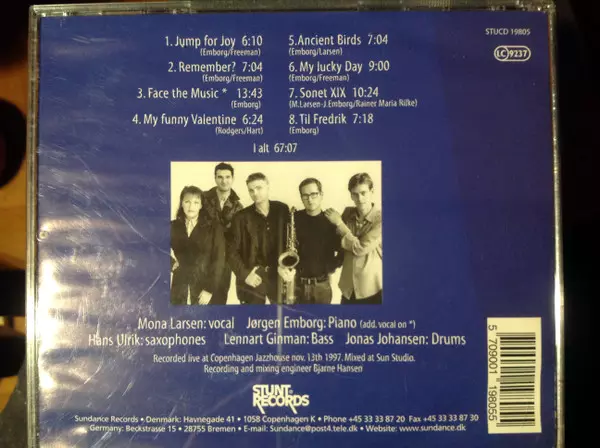 STUCD 19805
LC 9237
1. Jump for Joy 6:10
(Emborg/Freeman)
2. Remember? 7:04
(Emborg/Freeman)
3. Face the Music * 13:43
(Emborg)
4. My funny Valentine 6:24
(Rodgers/Hart)
5.Ancient Birds 7:04
(Emborg/Larsen)
6. My lucky Day 9:00
(Emborg/Freeman)
7. Sonet XIX 10:24
(M.Larsen-J.Emborg/Rainer Maria Rilke)
8. Til Fredrik 7:18
(Emborg)
I alt 67:07
Mona Larsen: vocal Jørgen Emborg: Piano (add. vocal on *)
Hans Ulrik: saxophones Lennart Ginman: Bass Jonas Johansen: Drums
Recorded live at Copenhagen Jazzhouse nov. 13th 1997. Mixed at Sun Studio.
Recording and mixing engineer Bjarne Hansen
STUNT
RECORDS
Sundance Records • Denmark: Havnegade 41 • 1058 Copenhagen K • Phone +45 33 33 87 20 Fax +45 33 33 87 30
Germany: Beckstrasse 15 • 28755 Bremen • E-mail: Sundance@post4.tele.dk • Website: www.sundance.dk
5 709001 198055